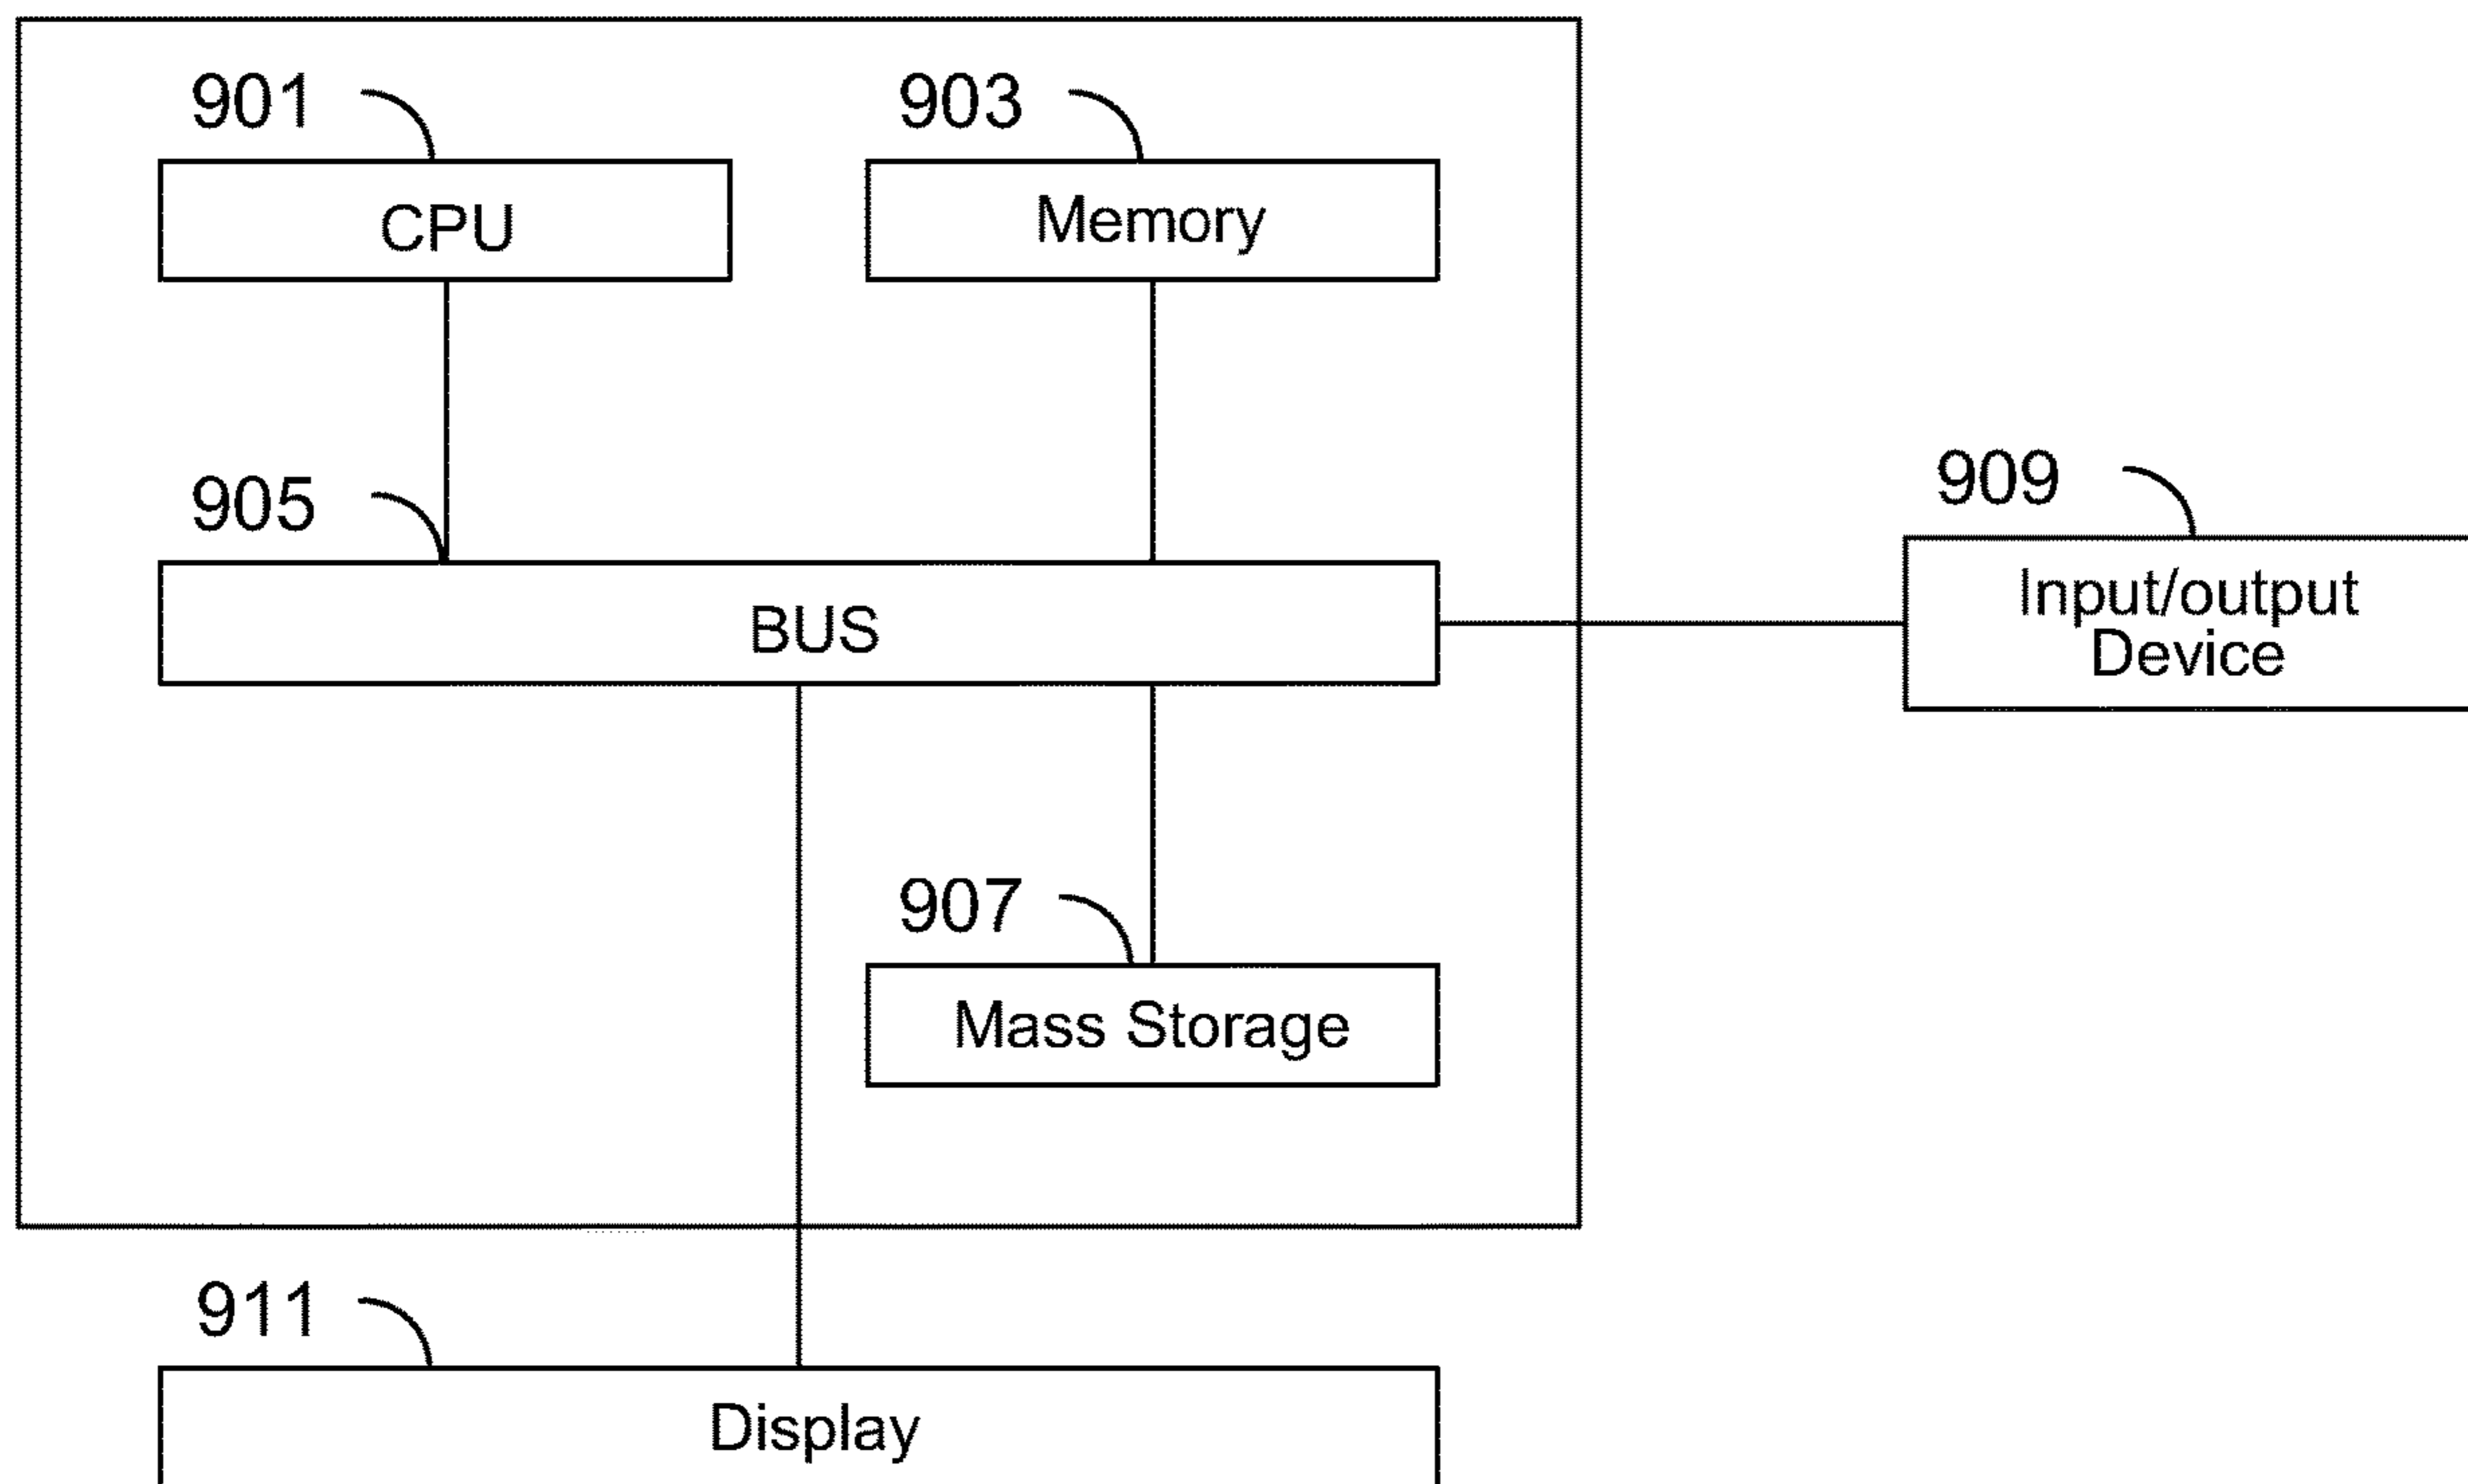 901
903
CPU
Memory
905
909
BUS
Input/output
Device
907
Mass Storage
911
Display